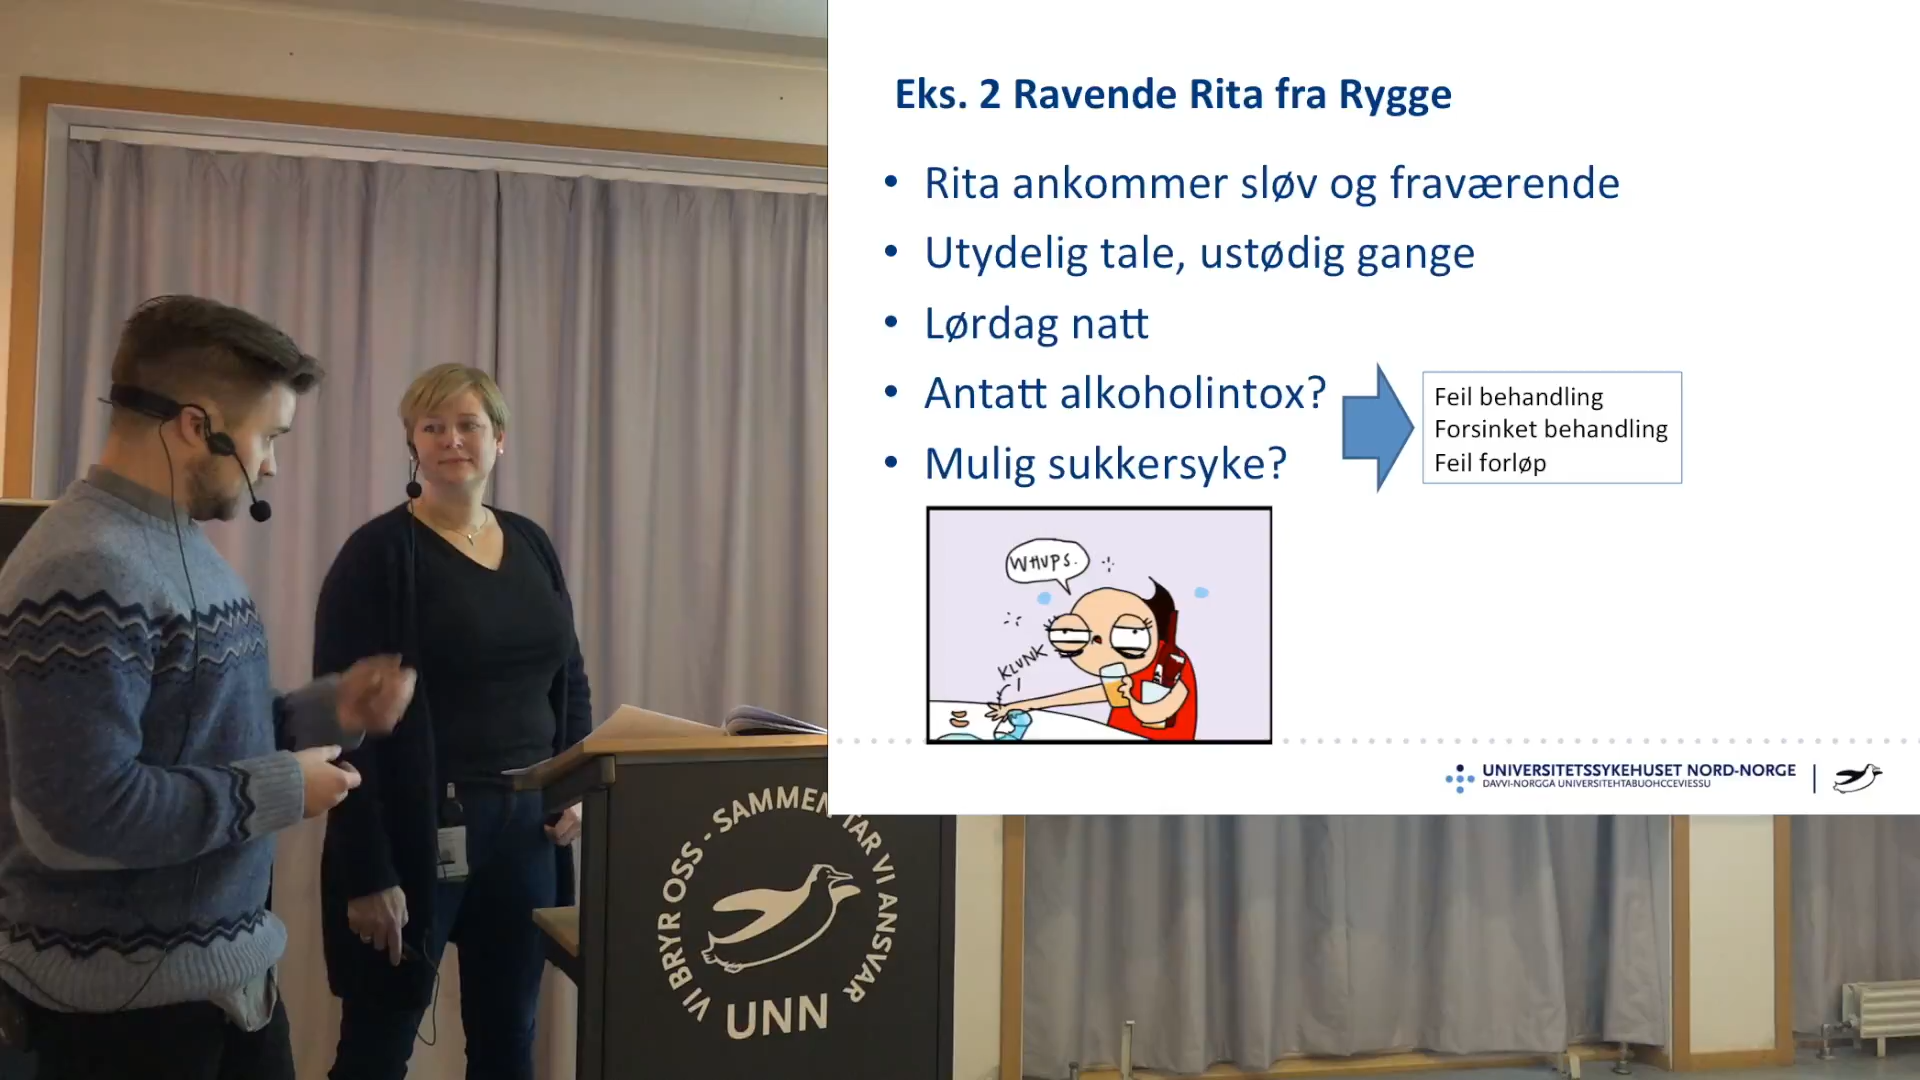 Eks. 2 Ravende Rita fra Rygge
• Rita ankommer sløv og fraværende
• Utydelig tale, ustødig gange
• Lørdag natt
• Antatt alkoholintox?
• Mulig sukkersyke?
Feil behandling
Forsinket behandling
Feil forløp
WHUPS.
KLUNK
UNIVERSITETSSYKEHUSET NORD-NORGE
DAVVI-NORGGA UNIVERSITEHTABUOHCCEVIESSU
VI BRYR OSS - SAMMEN TAR VI ANSVAR
UNN